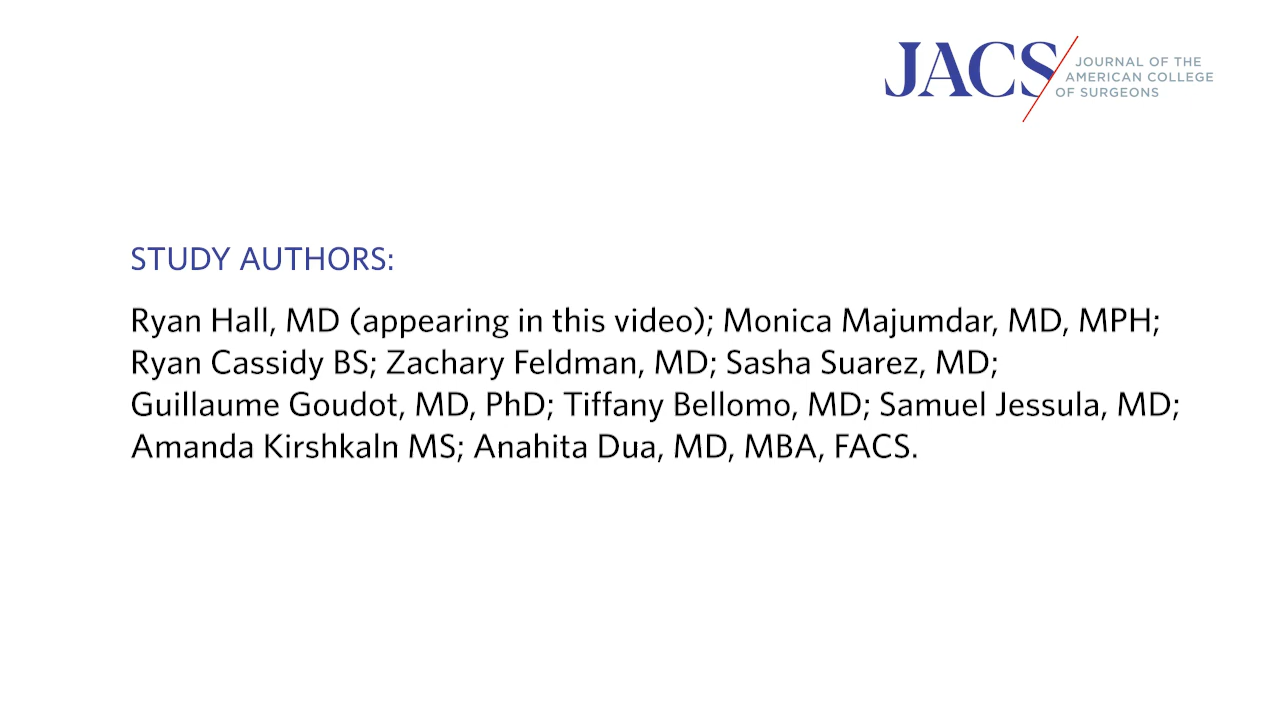 JACS
JOURNAL OF THE
AMERICAN COLLEGE
OF SURGEONS
STUDY AUTHORS:
Ryan Hall, MD (appearing in this video); Monica Majumdar, MD, MPH;
Ryan Cassidy BS; Zachary Feldman, MD; Sasha Suarez, MD;
Guillaume Goudot, MD, PhD; Tiffany Bellomo, MD; Samuel Jessula, MD;
Amanda Kirshkaln MS; Anahita Dua, MD, MBA, FACS.